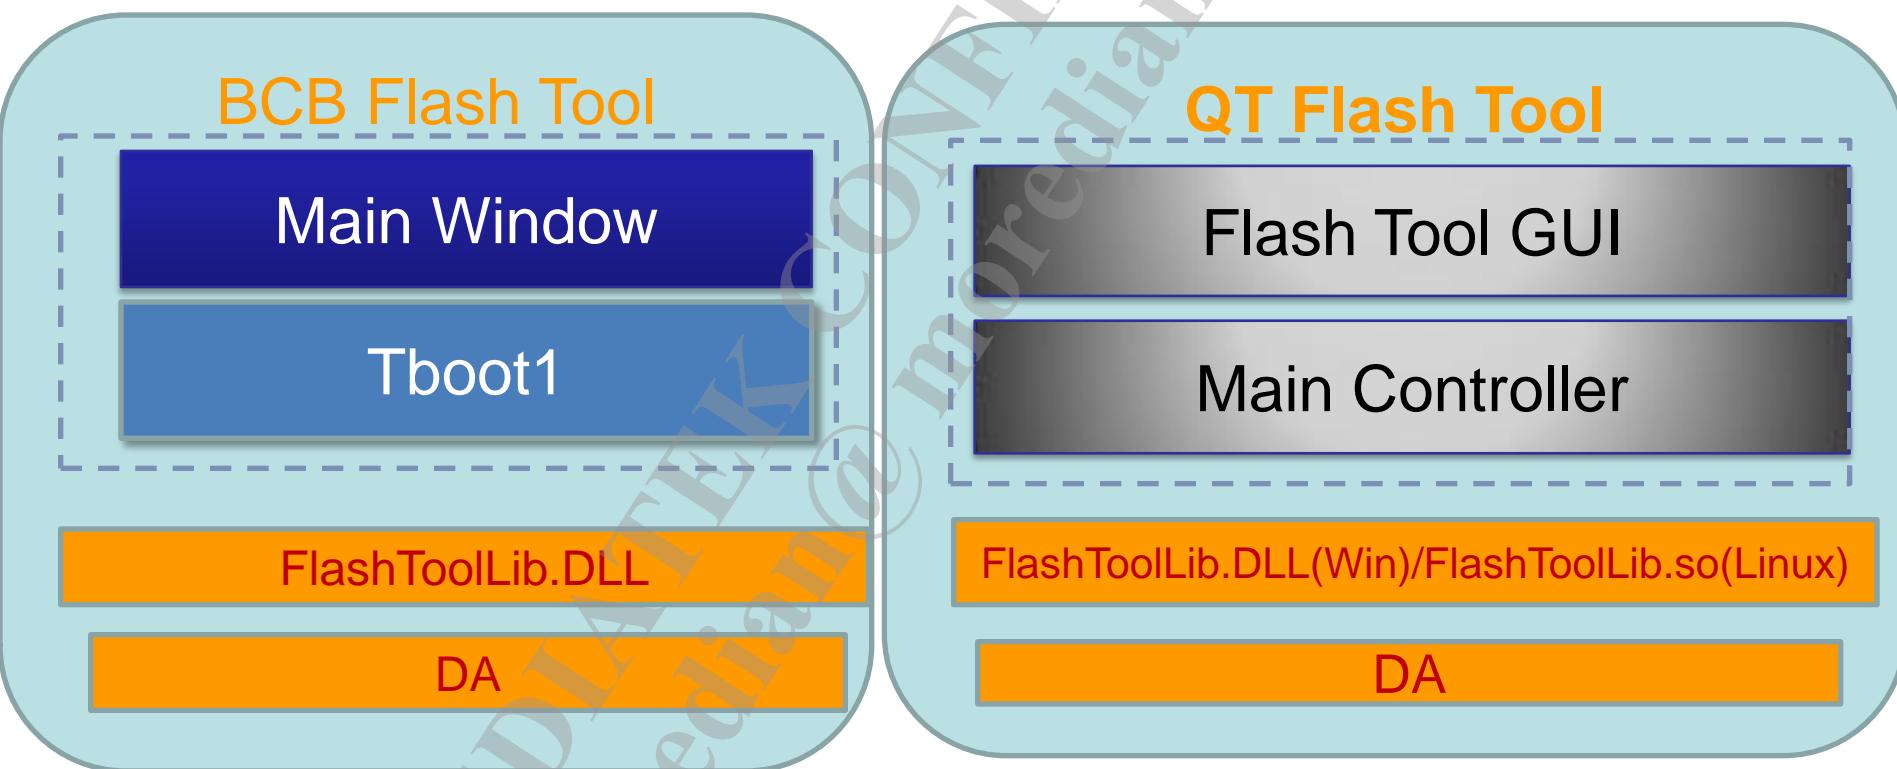 BCB Flash Tool
Main Window
Tboot1
FlashToolLib.DLL
DA
QT Flash Tool
Flash Tool GUI
Main Controller
FlashToolLib.DLL(Win)/FlashToolLib.so(Linux)
DA